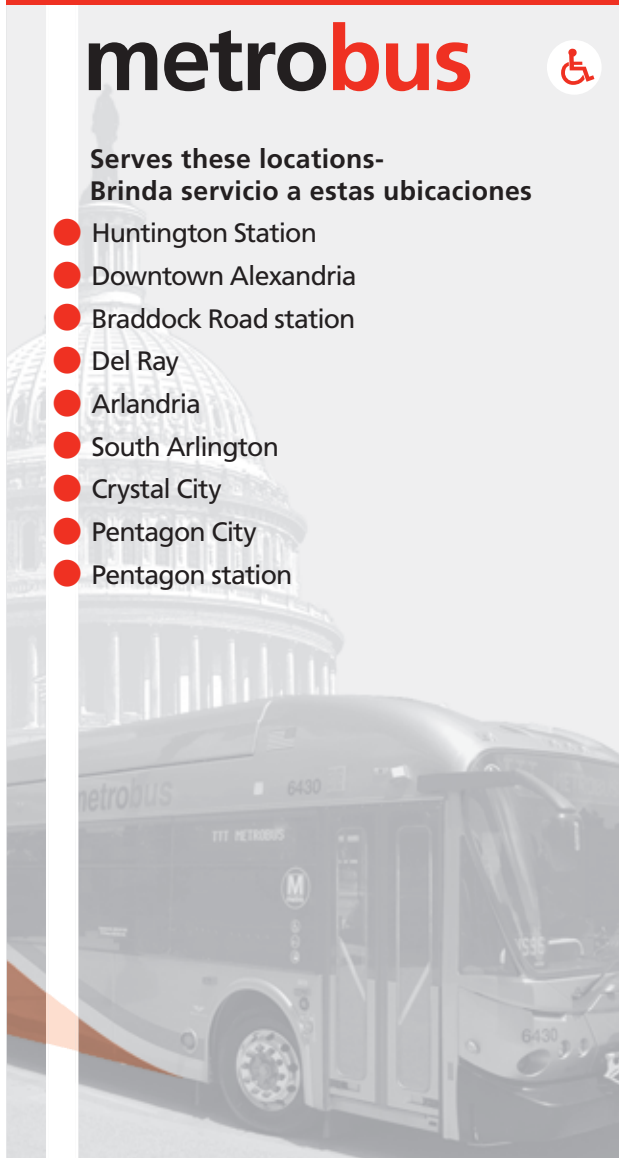 metrobus
Serves these locations-
Brinda servicio a estas ubicaciones
Huntington Station
Downtown Alexandria
Braddock Road station
Del Ray
Arlandria
South Arlington
Crystal City
Pentagon City
Pentagon station
metrobus
6430
TTT METROBUS
M
6430